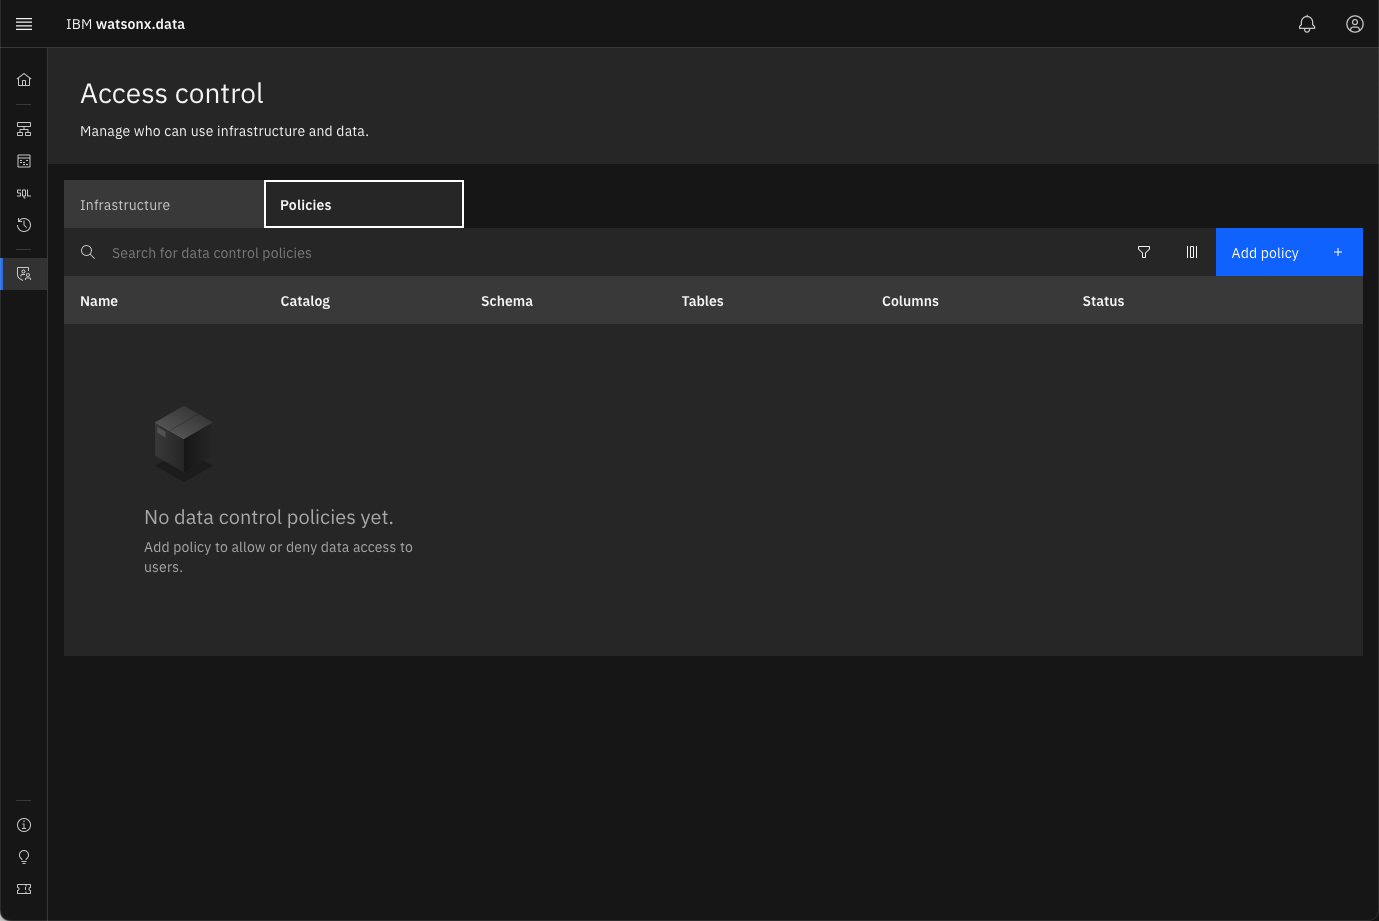 IBM watsonx.data
Access control
Manage who can use infrastructure and data.
Infrastructure
Policies
Search for data control policies
Add policy +
Name Catalog Schema Tables Columns Status
SQL
No data control policies yet.
Add policy to allow or deny data access to
users.